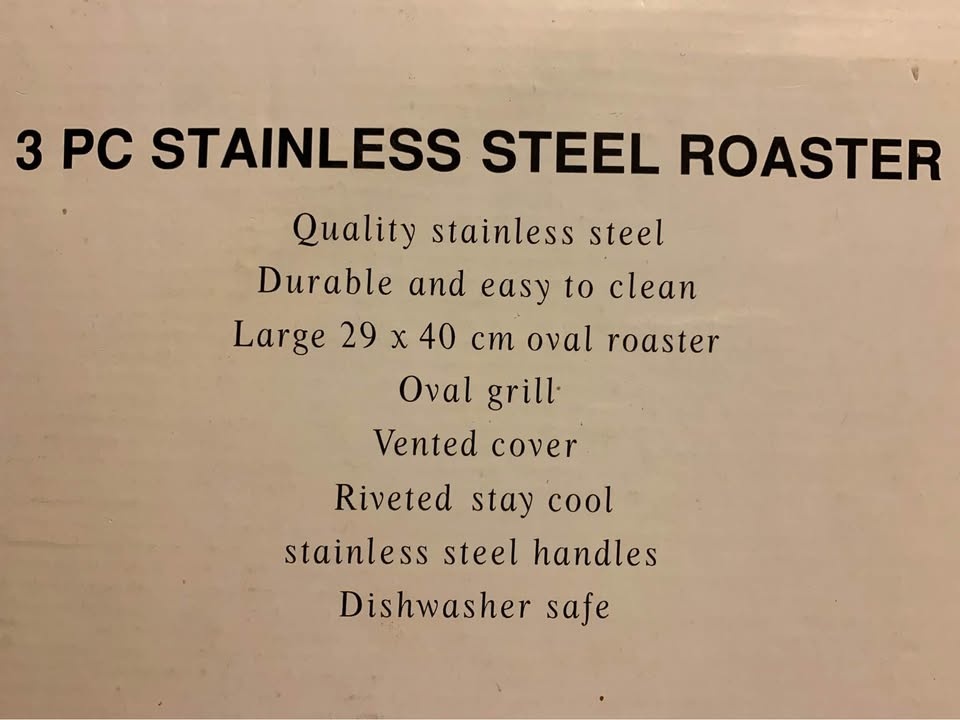 3 PC STAINLESS STEEL ROASTER
Quality stainless steel
Durable and easy to clean
Large 29 x 40 cm oval roaster
Oval grill
Vented cover
Riveted stay cool
stainless steel handles
Dishwasher safe